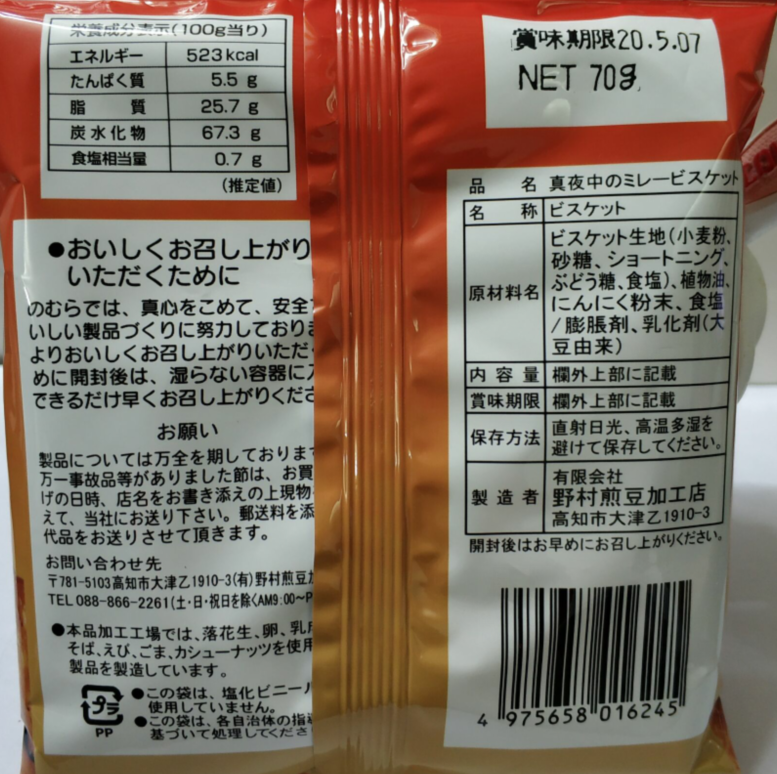 栄養成分表示(100g当り)
エネルギー 523kcal
たんぱく質 5.5 g
脂 質 25.7 g
炭水化物 67.3 g
食塩相当量 0.7 g
(推定値)
●おいしくお召し上がり
いただくために
のむらでは、真心をこめて、安全
いしい製品づくりに努力しており
よりおいしくお召し上がりいただ
めに開封後は、湿らない容器に
できるだけ早くお召し上がりくださ
お願い
製品については万全を期しております
万一事故品等がありました節は、お買
げの日時、店名をお書き添えの上現物
えて、当社にお送り下さい。郵送料を添
代品をお送りさせて頂きます。
お問い合わせ先
〒781-5103高知市大津乙1910-3(有)野村煎豆
TEL 088-866-2261(土・日・祝日を除くAM9:00~P
●本品加工工場では、落花生、卵、乳
そば、えび、ごま、カシューナッツを使用
製品を製造しています。
プラ
PP
●この袋は、塩化ビニー
使用していません。
●この袋は、各自治体の指
基づいて処理してくださ
賞味期限20.5.07
NET 70g
品 名 真夜中のミレービスケット
名 称 ビスケット
原材料名 ビスケット生地(小麦粉、
砂糖、ショートニング、
ぶどう糖、食塩)、植物油、
にんにく粉末、食塩
/膨脹剤、乳化剤(大
豆由来)
内容量 欄外上部に記載
賞味期限 欄外上部に記載
保存方法 直射日光、高温多湿を
避けて保存してください。
製造者 有限会社
野村煎豆加工店
高知市大津乙1910-3
開封後はお早めにお召し上がりください。
4 975658 016245